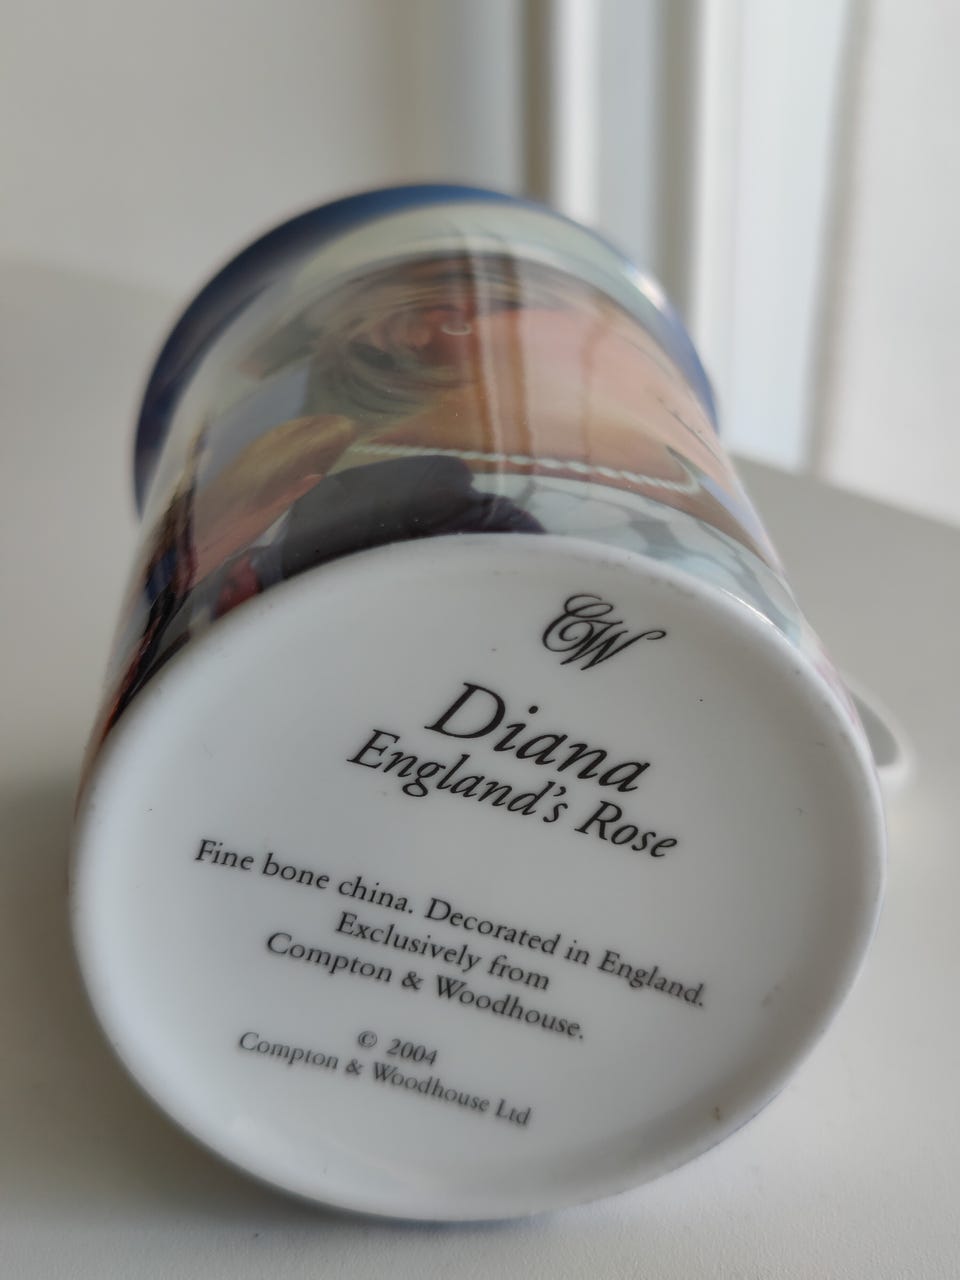 CW
Diana
England's Rose
Fine bone china. Decorated in England.
Exclusively from
Compton & Woodhouse.
© 2004
Compton & Woodhouse Ltd